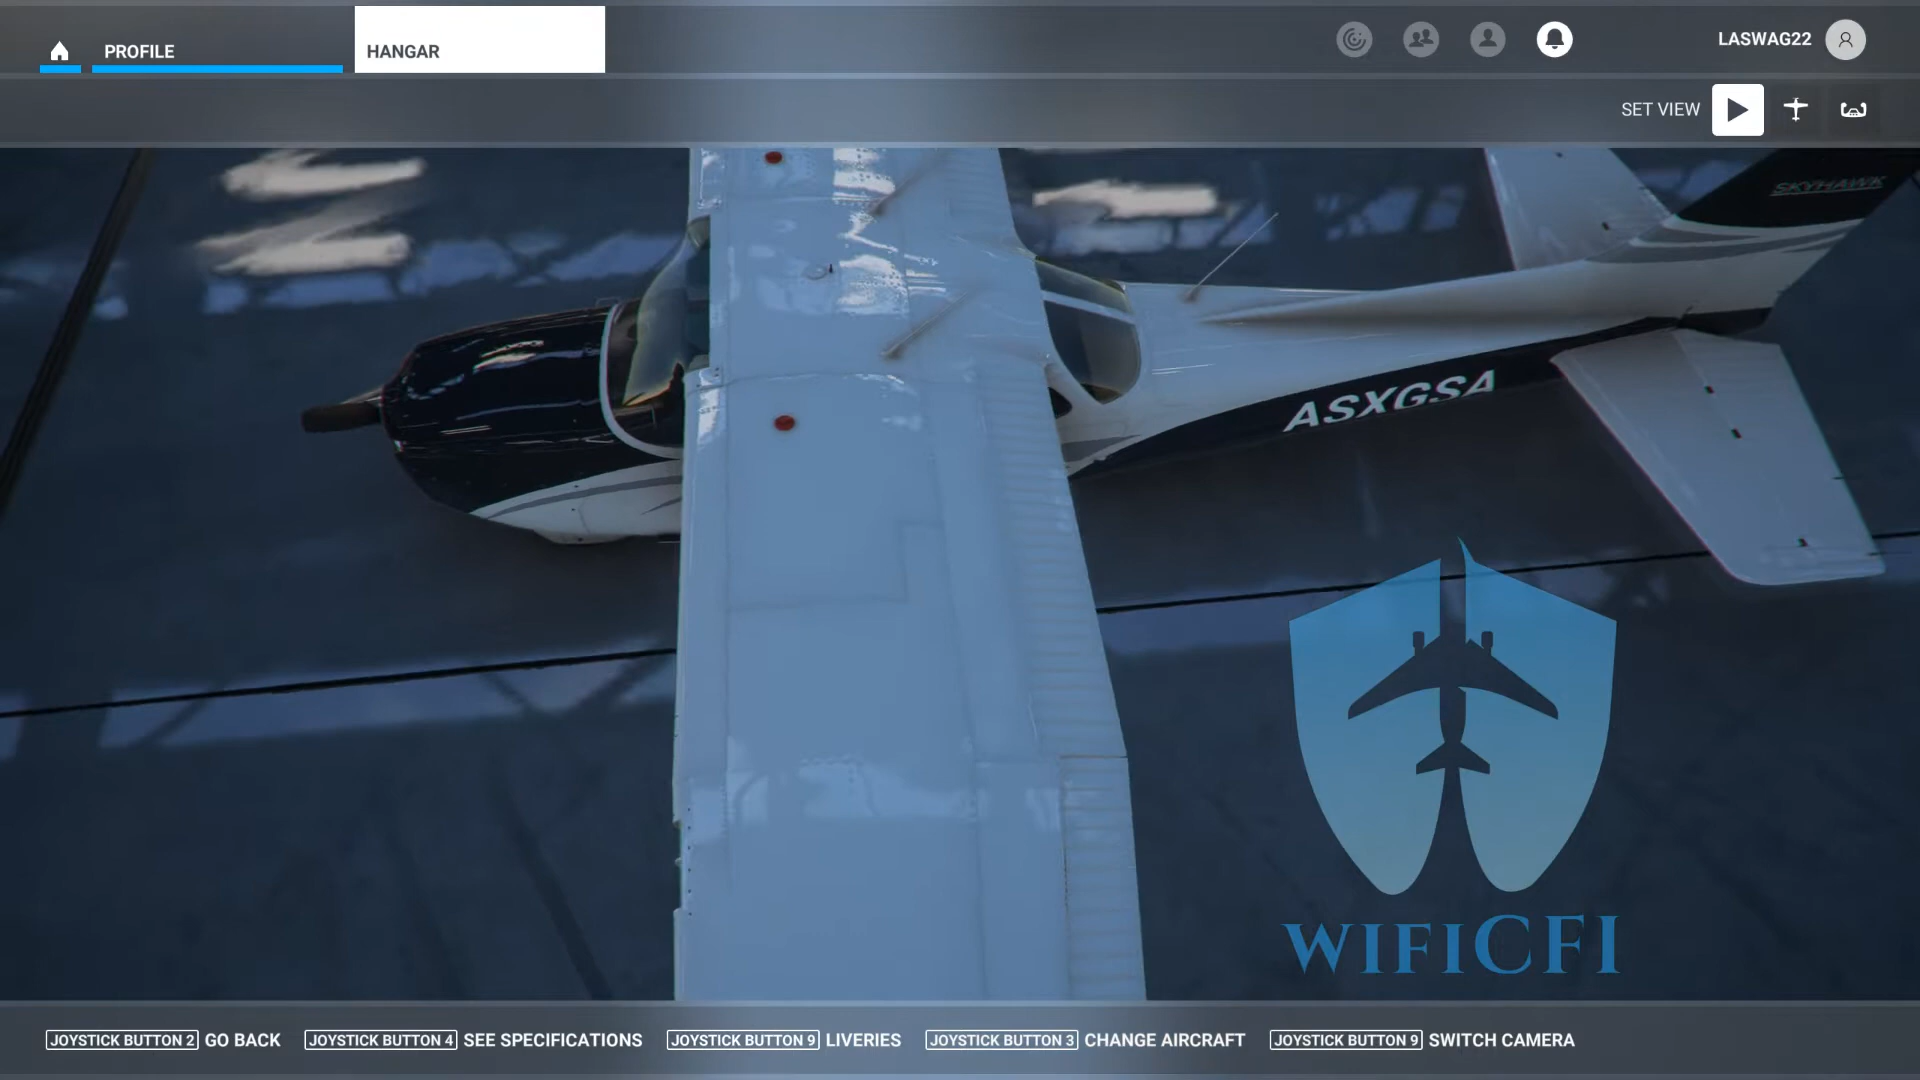 PROFILE
HANGAR
LASWAG22
SET VIEW
SKYHAWK
ASXGSA
WIFICFI
JOYSTICK BUTTON 2 GO BACK JOYSTICK BUTTON 4 SEE SPECIFICATIONS JOYSTICK BUTTON 9 LIVERIES JOYSTICK BUTTON 3 CHANGE AIRCRAFT JOYSTICK BUTTON 9 SWITCH CAMERA